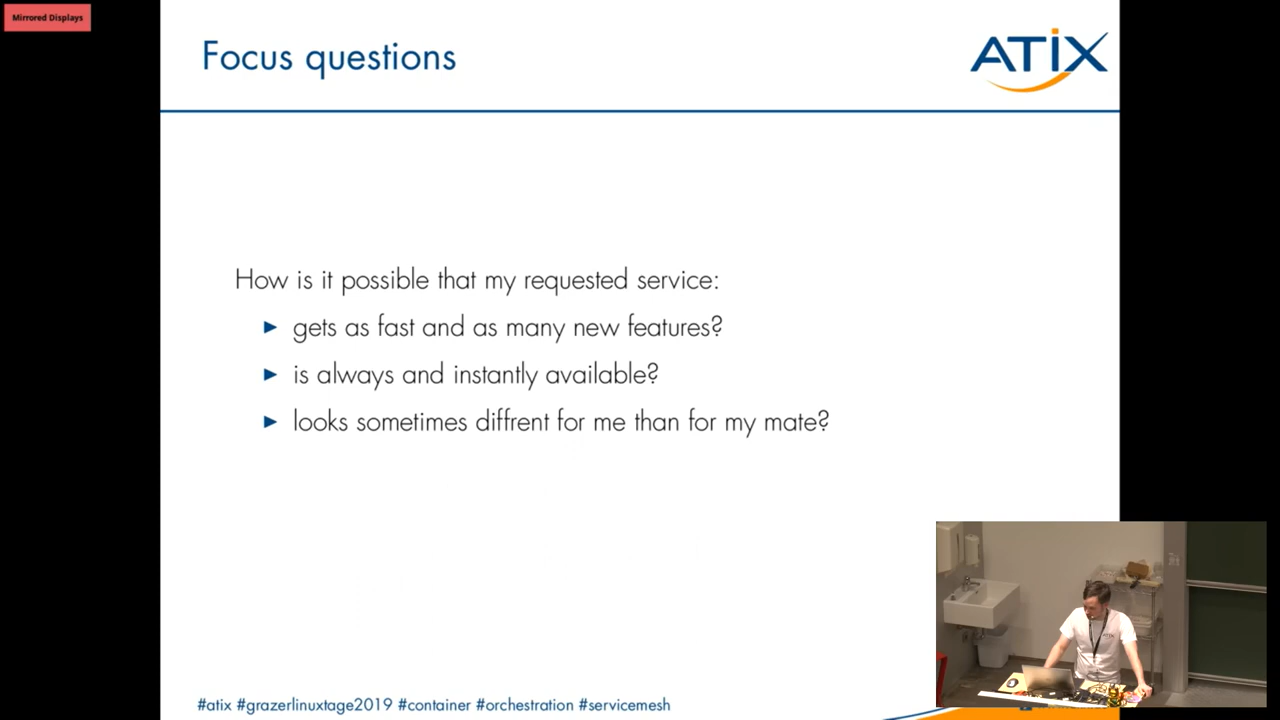 Mirrored Displays
Focus questions
ATIX
How is it possible that my requested service:
gets as fast and as many new features?
is always and instantly available?
looks sometimes diffrent for me than for my mate?
#atix #grazerlinuxtage2019 #container #orchestration #servicemesh
ATIX